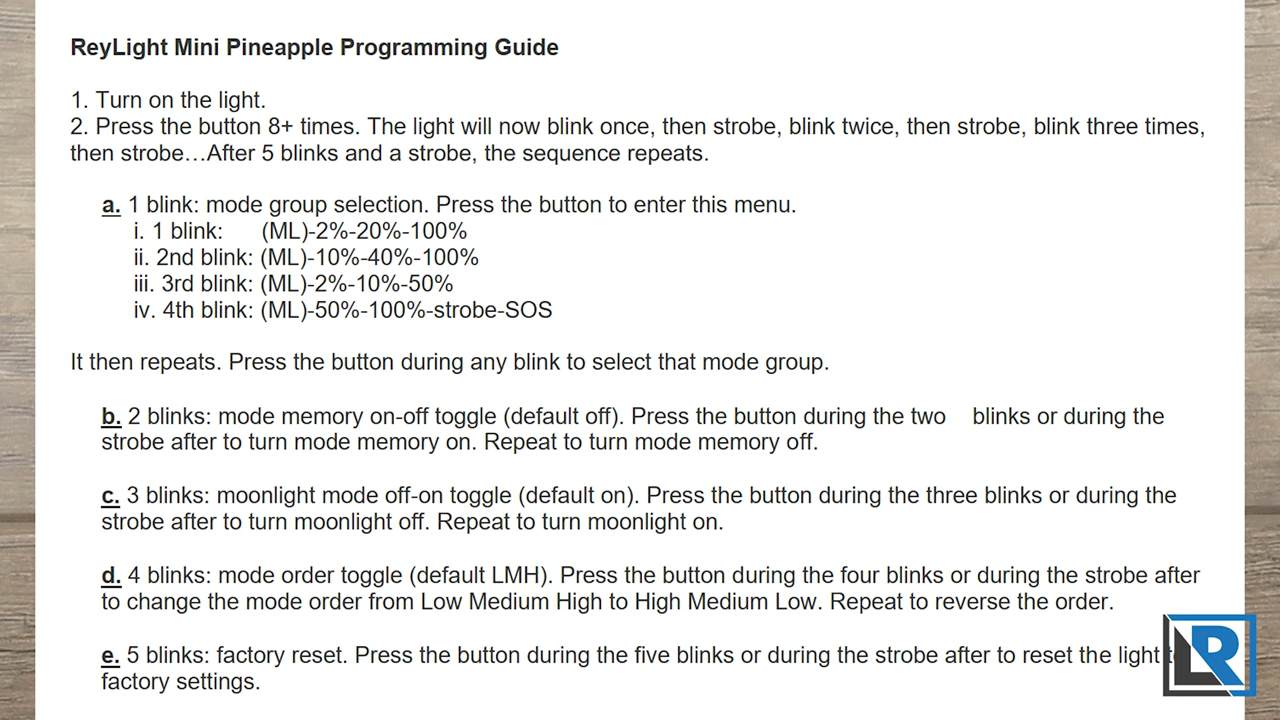 ReyLight Mini Pineapple Programming Guide
1. Turn on the light.
2. Press the button 8+ times. The light will now blink once, then strobe, blink twice, then strobe, blink three times,
then strobe…After 5 blinks and a strobe, the sequence repeats.
a. 1 blink: mode group selection. Press the button to enter this menu.
i. 1 blink: (ML)-2%-20%-100%
ii. 2nd blink: (ML)-10%-40%-100%
iii. 3rd blink: (ML)-2%-10%-50%
iv. 4th blink: (ML)-50%-100%-strobe-SOS
It then repeats. Press the button during any blink to select that mode group.
b. 2 blinks: mode memory on-off toggle (default off). Press the button during the two blinks or during the
strobe after to turn mode memory on. Repeat to turn mode memory off.
c. 3 blinks: moonlight mode off-on toggle (default on). Press the button during the three blinks or during the
strobe after to turn moonlight off. Repeat to turn moonlight on.
d. 4 blinks: mode order toggle (default LMH). Press the button during the four blinks or during the strobe after
to change the mode order from Low Medium High to High Medium Low. Repeat to reverse the order.
e. 5 blinks: factory reset. Press the button during the five blinks or during the strobe after to reset the light
factory settings.
LR